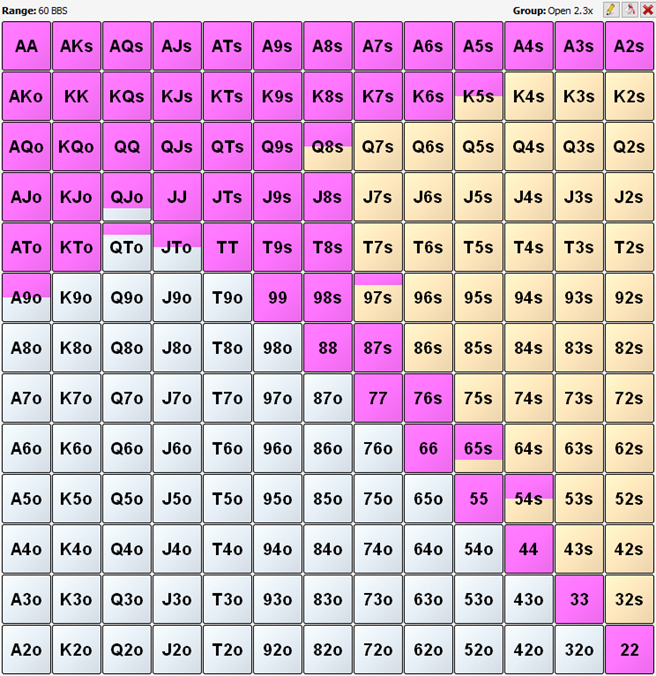 Range: 60 BBS Group: Open 2.3x
AA AKs AQs AJs ATs A9s A8s A7s A6s A5s A4s A3s A2s
AKo KK KQs KJs KTs K9s K8s K7s K6s K5s K4s K3s K2s
AQo KQo QQ QJs QTs Q9s Q8s Q7s Q6s Q5s Q4s Q3s Q2s
AJo KJo QJo JJ JTs J9s J8s J7s J6s J5s J4s J3s J2s
ATo KTo QTo JTo TT T9s T8s T7s T6s T5s T4s T3s T2s
A9o K9o Q9o J9o T9o 99 98s 97s 96s 95s 94s 93s 92s
A8o K8o Q8o J8o T8o 98o 88 87s 86s 85s 84s 83s 82s
A7o K7o Q7o J7o T7o 97o 87o 77 76s 75s 74s 73s 72s
A6o K6o Q6o J6o T6o 96o 86o 76o 66 65s 64s 63s 62s
A5o K5o Q5o J5o T5o 95o 85o 75o 65o 55 54s 53s 52s
A4o K4o Q4o J4o T4o 94o 84o 74o 64o 54o 44 43s 42s
A3o K3o Q3o J3o T3o 93o 83o 73o 63o 53o 43o 33 32s
A2o K2o Q2o J2o T2o 92o 82o 72o 62o 52o 42o 32o 22